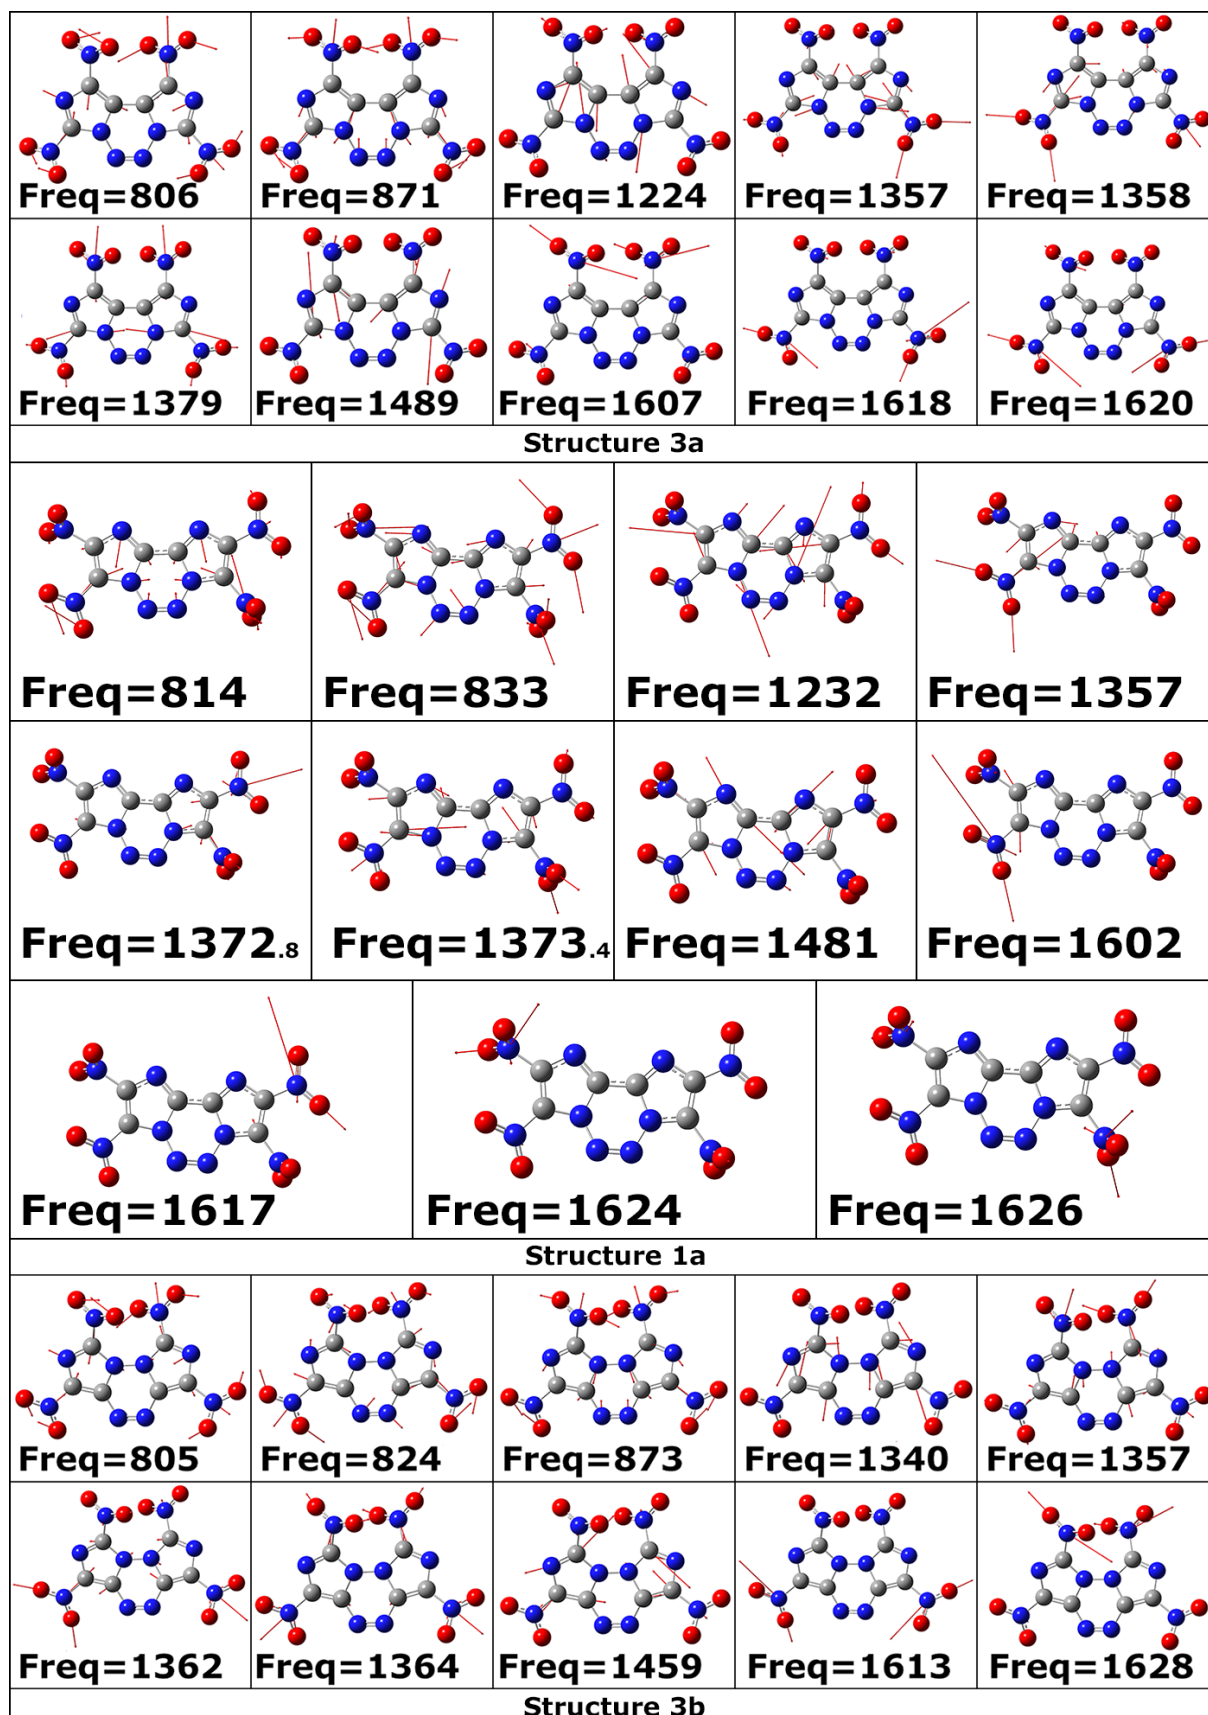 Freq=806 Freq=871 Freq=1224 Freq=1357 Freq=1358
Freq=1379 Freq=1489 Freq=1607 Freq=1618 Freq=1620
Structure 3a
Freq=814 Freq=833 Freq=1232 Freq=1357
Freq=1372.8 Freq=1373.4 Freq=1481 Freq=1602
Freq=1617 Freq=1624 Freq=1626
Structure 1a
Freq=805 Freq=824 Freq=873 Freq=1340 Freq=1357
Freq=1362 Freq=1364 Freq=1459 Freq=1613 Freq=1628
Structure 3b